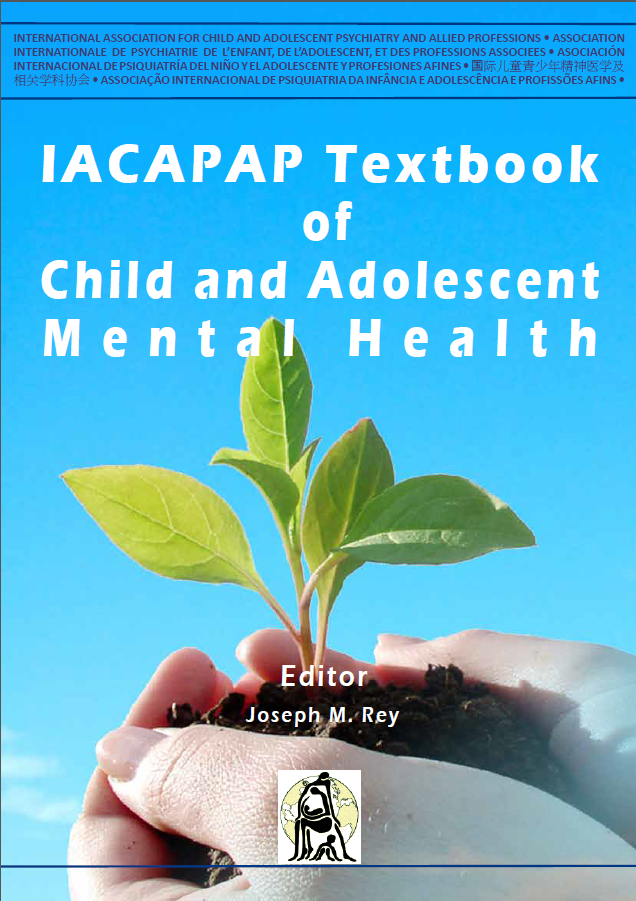 INTERNATIONAL ASSOCIATION FOR CHILD AND ADOLESCENT PSYCHIATRY AND ALLIED PROFESSIONS • ASSOCIATION
INTERNATIONALE DE PSYCHIATRIE DE L'ENFANT, DE L'ADOLESCENT, ET DES PROFESSIONS ASSOCIEES • ASOCIACIÓN
INTERNACIONAL DE PSIQUIATRÍA DEL NIÑO Y EL ADOLESCENTE Y PROFESIONES AFINES • 国际儿童青少年精神医学及
相关学科协会 • ASSOCIAÇÃO INTERNACIONAL DE PSIQUIATRIA DA INFÂNCIA E ADOLESCÊNCIA E PROFISSÕES AFINS •
IACAPAP Textbook
of
Child and Adolescent
Mental Health
Editor
Joseph M. Rey